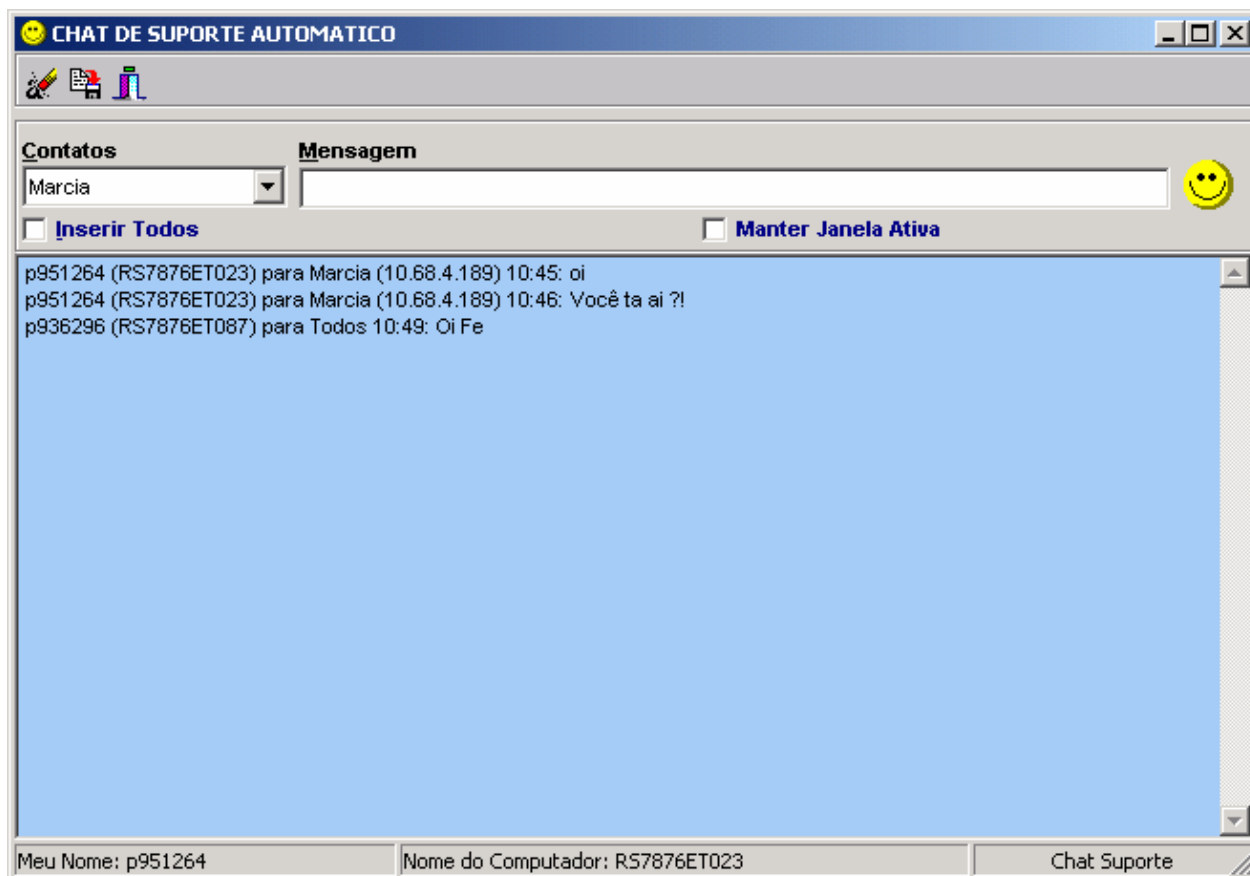 CHAT DE SUPORTE AUTOMATICO
Contatos Mensagem
Marcia
Inserir Todos Manter Janela Ativa
p951264 (RS7876ET023) para Marcia (10.68.4.189) 10:45: oi
p951264 (RS7876ET023) para Marcia (10.68.4.189) 10:46: Você ta ai ?!
p936296 (RS7876ET087) para Todos 10:49: Oi Fe
Meu Nome: p951264 Nome do Computador: RS7876ET023 Chat Suporte